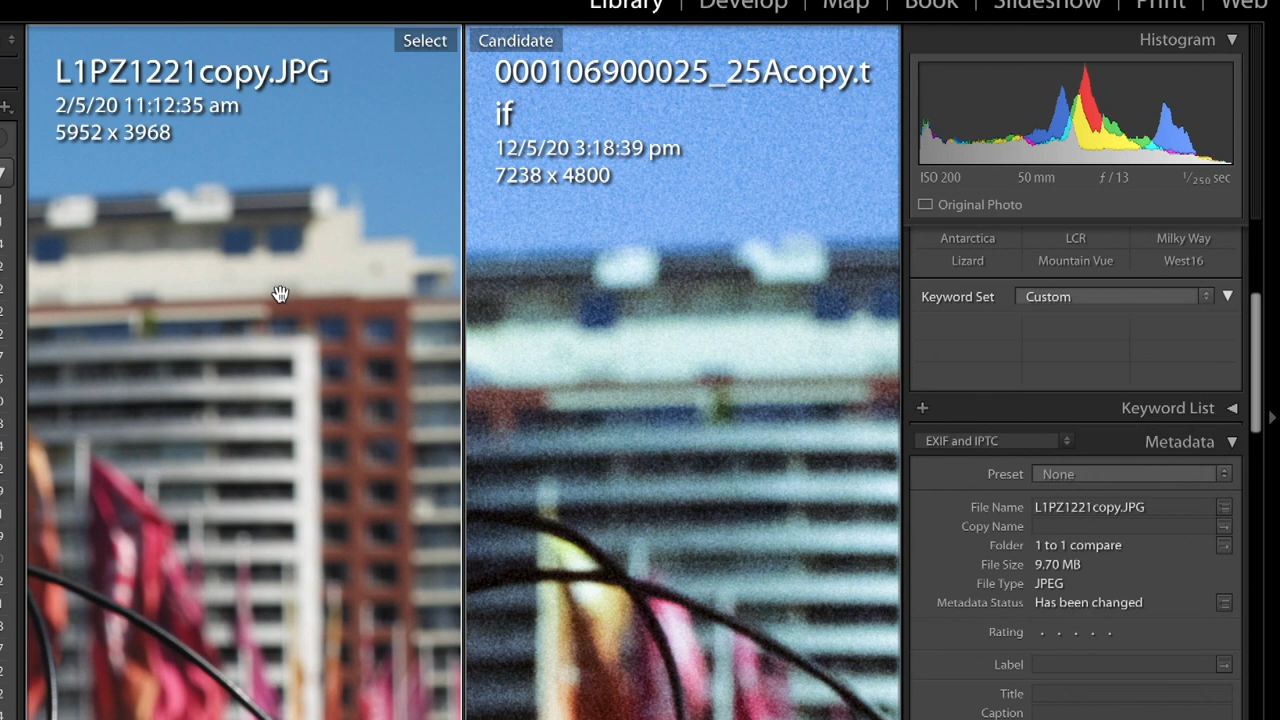 Library | Develop | Map | Book | Slideshow | Print | Web
Select
L1PZ1221copy.JPG
2/5/20 11:12:35 am
5952 x 3968
Candidate
000106900025_25Acopy.t
if
12/5/20 3:18:39 pm
7238 x 4800
Histogram
ISO 200 50 mm ƒ / 13 1/250 sec
Original Photo
Antarctica LCR Milky Way
Lizard Mountain Vue West16
Keyword Set Custom
+ Keyword List
EXIF and IPTC Metadata
Preset None
File Name L1PZ1221copy.JPG
Copy Name
Folder 1 to 1 compare
File Size 9.70 MB
File Type JPEG
Metadata Status Has been changed
Rating . . . . .
Label
Title
Caption